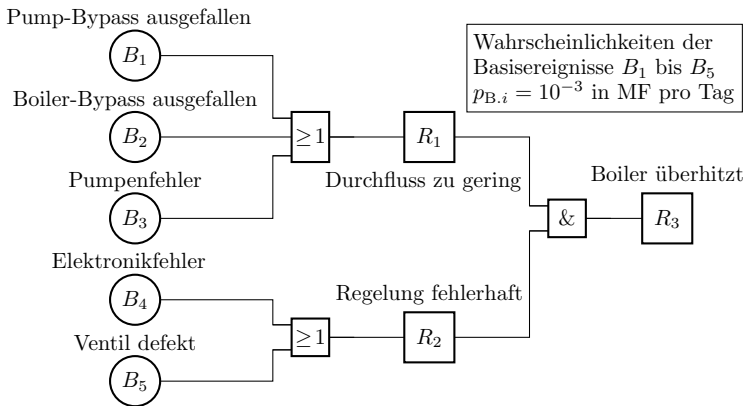 Pump-Bypass ausgefallen
B₁
Boiler-Bypass ausgefallen
B₂
Pumpenfehler
B₃
Elektronikfehler
B₄
Ventil defekt
B₅
≥1
≥1
R₁
Durchfluss zu gering
Regelung fehlerhaft
R₂
&
Boiler überhitzt
R₃
Wahrscheinlichkeiten der
Basisereignisse B₁ bis B₅
p_B.i = 10⁻³ in MF pro Tag